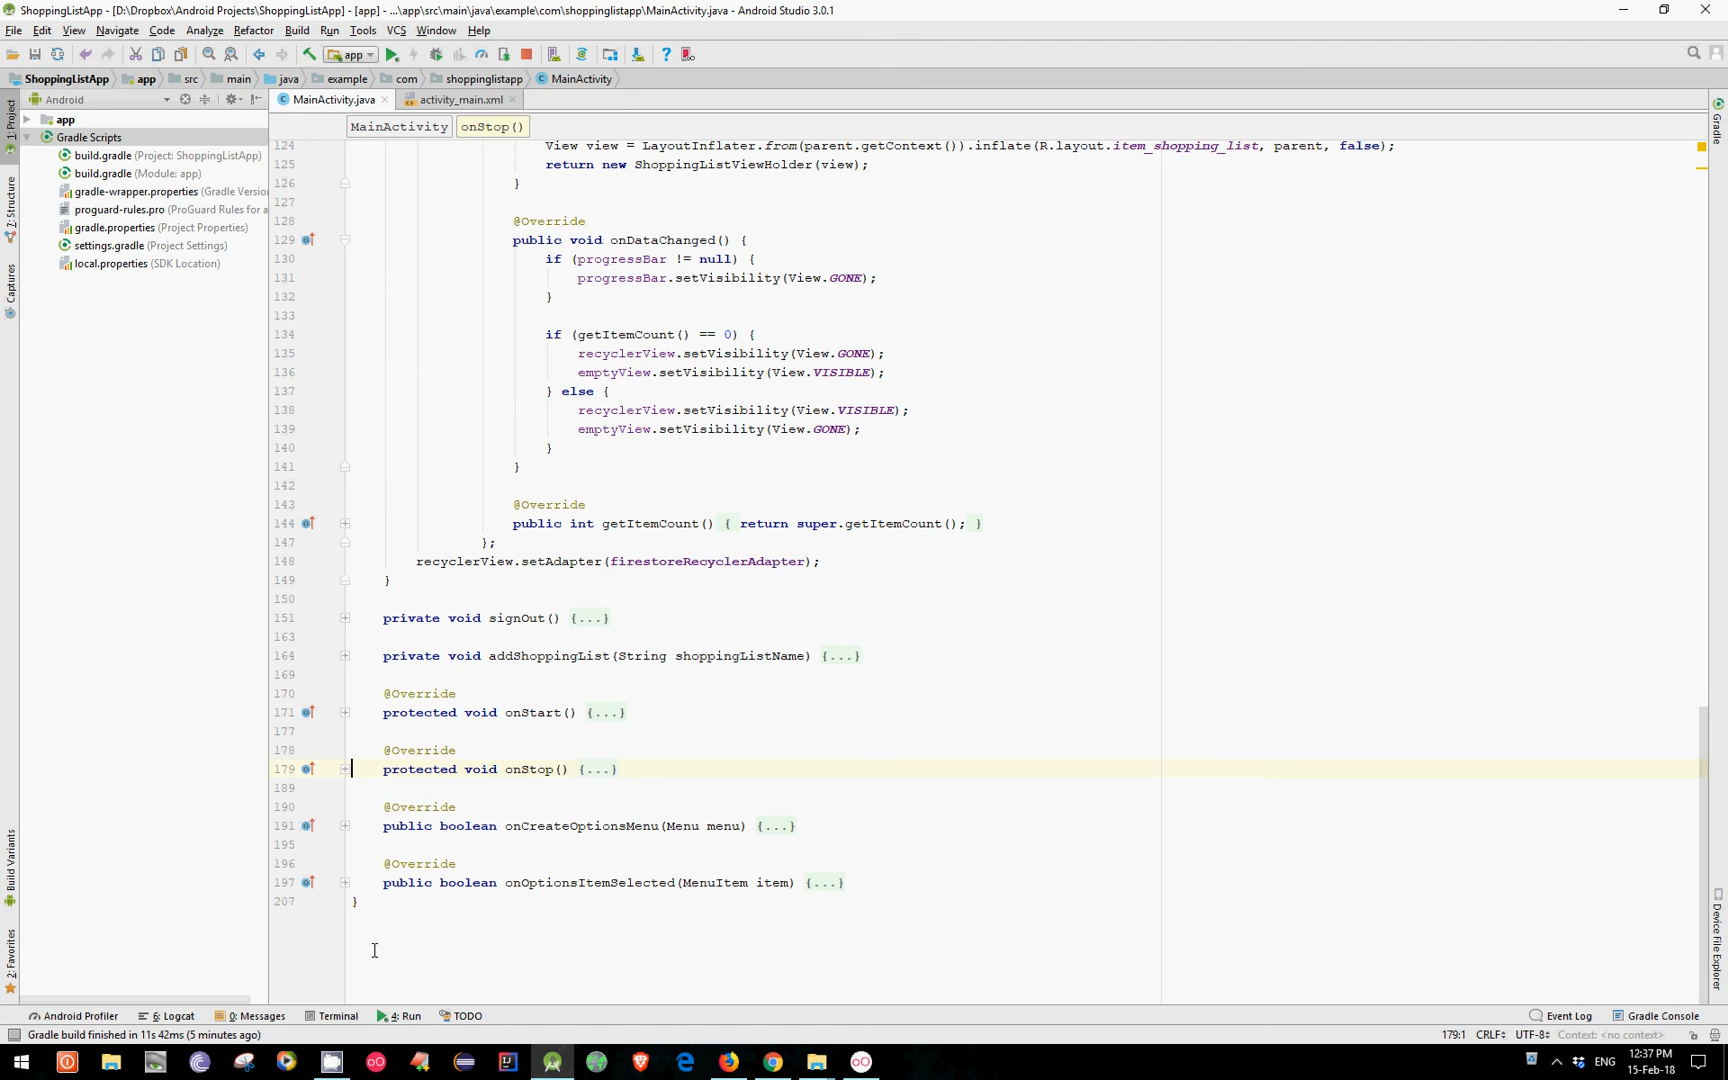 ShoppingListApp - [D:\Dropbox\Android Projects\ShoppingListApp] - [app] - ...\app\src\main\java\example\com\shoppinglistapp\MainActivity.java - Android Studio 3.0.1
File Edit View Navigate Code Analyze Refactor Build Run Tools VCS Window Help
app
ShoppingListApp app src main java example com shoppinglistapp MainActivity
Android
MainActivity.java activity_main.xml
MainActivity onStop()
1: Project
7: Structure
Captures
Build Variants
2: Favorites
app
Gradle Scripts
build.gradle (Project: ShoppingListApp)
build.gradle (Module: app)
gradle-wrapper.properties (Gradle Versio
proguard-rules.pro (ProGuard Rules for a
gradle.properties (Project Properties)
settings.gradle (Project Settings)
local.properties (SDK Location)
124 View view = LayoutInflater.from(parent.getContext()).inflate(R.layout.item_shopping_list, parent, false);
125 return new ShoppingListViewHolder(view);
126 }
127
128 @Override
129 public void onDataChanged() {
130 if (progressBar != null) {
131 progressBar.setVisibility(View.GONE);
132 }
133
134 if (getItemCount() == 0) {
135 recyclerView.setVisibility(View.GONE);
136 emptyView.setVisibility(View.VISIBLE);
137 } else {
138 recyclerView.setVisibility(View.VISIBLE);
139 emptyView.setVisibility(View.GONE);
140 }
141 }
142
143 @Override
144 public int getItemCount() { return super.getItemCount(); }
147 };
148 recyclerView.setAdapter(firestoreRecyclerAdapter);
149 }
150
151 private void signOut() {...}
163
164 private void addShoppingList(String shoppingListName) {...}
169
170 @Override
171 protected void onStart() {...}
177
178 @Override
179 protected void onStop() {...}
189
190 @Override
191 public boolean onCreateOptionsMenu(Menu menu) {...}
195
196 @Override
197 public boolean onOptionsItemSelected(MenuItem item) {...}
207 }
Gradle
Device File Explorer
Android Profiler 6: Logcat 0: Messages Terminal 4: Run TODO Event Log Gradle Console
Gradle build finished in 11s 42ms (5 minutes ago) 179:1 CRLF UTF-8 Context: <no context>
ENG
12:37 PM
15-Feb-18